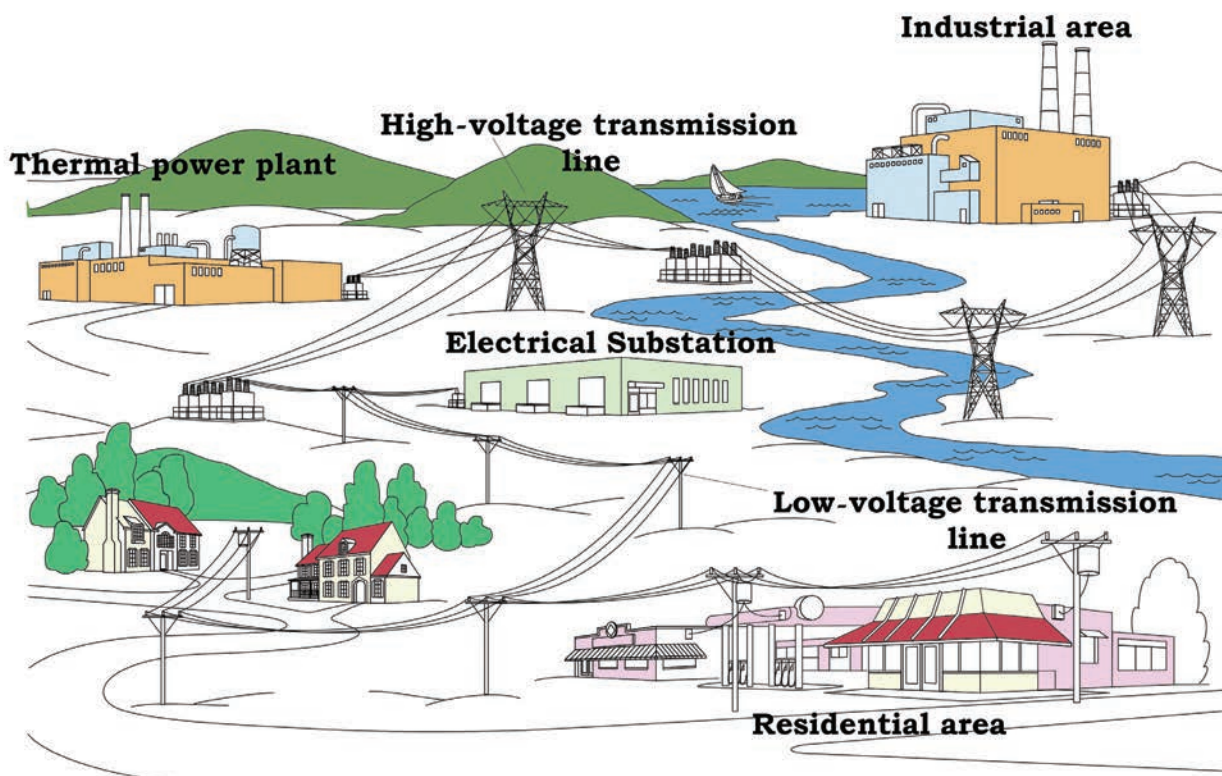 Industrial area
High-voltage transmission
line
Thermal power plant
Electrical Substation
Low-voltage transmission
line
Residential area